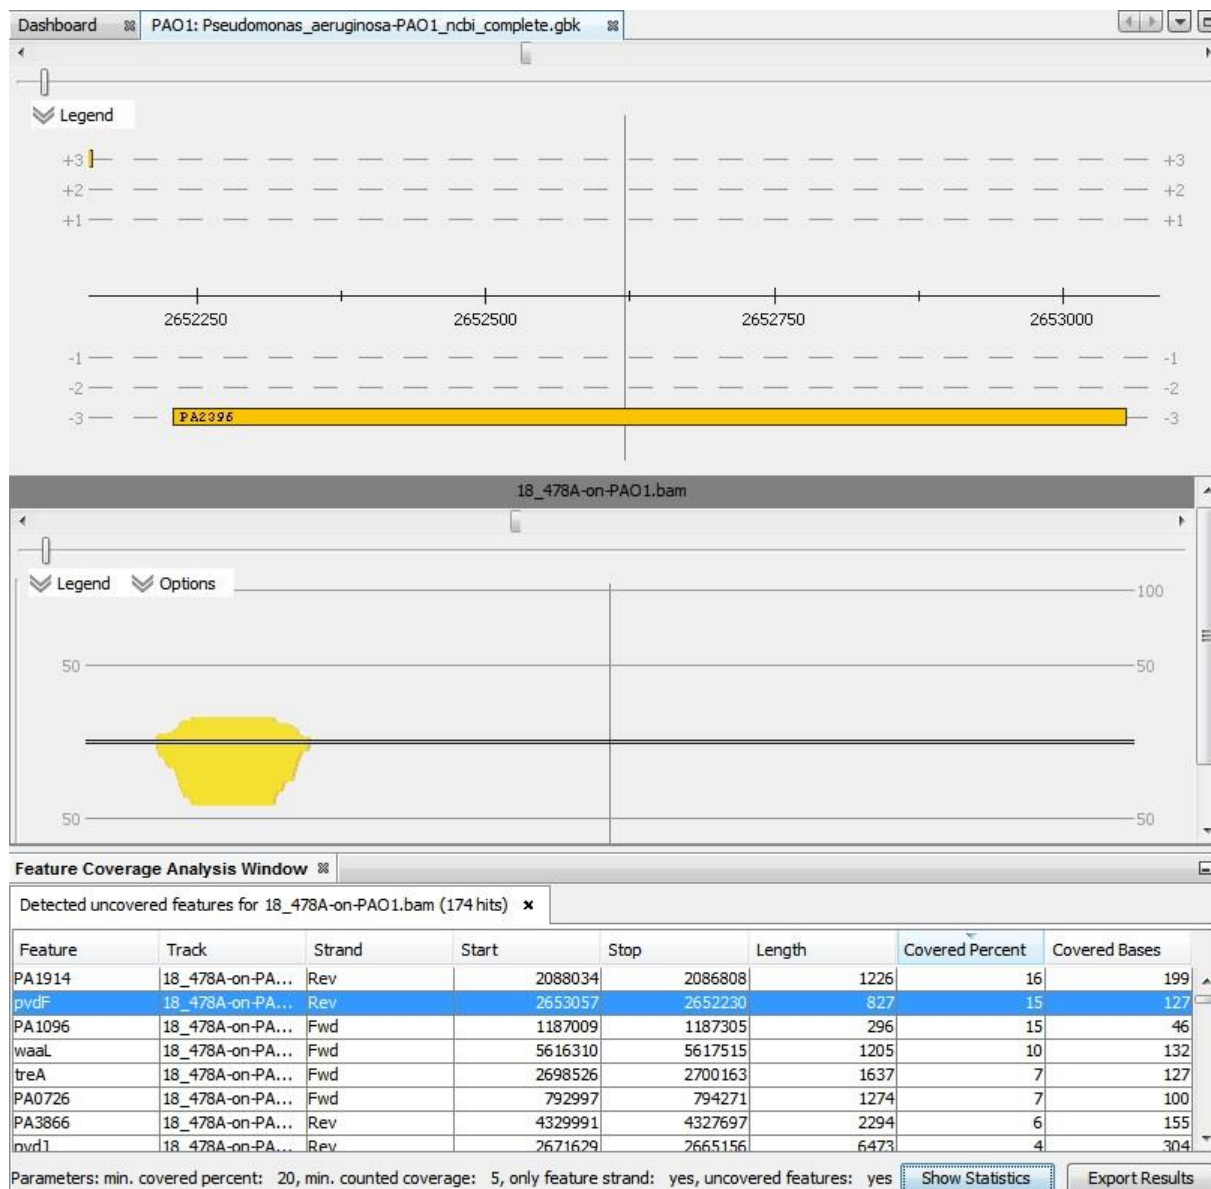 Dashboard PAO1: Pseudomonas_aeruginosa-PAO1_ncbi_complete.gbk
Legend
+3 +3
+2 +2
+1 +1
2652250 2652500 2652750 2653000
-1 -1
-2 -2
-3 PA2396 -3
18_478A-on-PAO1.bam
Legend Options 100
50 50
50 50
Feature Coverage Analysis Window
Detected uncovered features for 18_478A-on-PAO1.bam (174 hits)
Feature Track Strand Start Stop Length Covered Percent Covered Bases
PA1914 18_478A-on-PA... Rev 2088034 2086808 1226 16 199
pvdF 18_478A-on-PA... Rev 2653057 2652230 827 15 127
PA1096 18_478A-on-PA... Fwd 1187009 1187305 296 15 46
waaL 18_478A-on-PA... Fwd 5616310 5617515 1205 10 132
treA 18_478A-on-PA... Fwd 2698526 2700163 1637 7 127
PA0726 18_478A-on-PA... Fwd 792997 794271 1274 7 100
PA3866 18_478A-on-PA... Rev 4329991 4327697 2294 6 155
18_478A-on-PA... Rev 2671629 2665156 6473 4 304
Parameters: min. covered percent: 20, min. counted coverage: 5, only feature strand: yes, uncovered features: yes Show Statistics Export Results